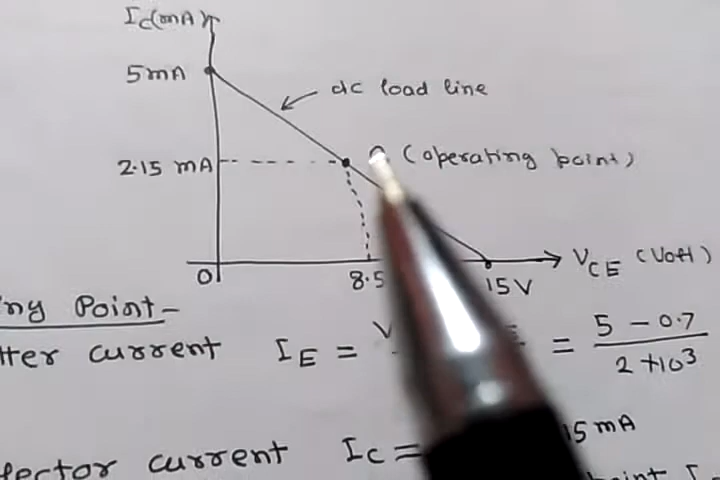 Ic(mA)
5mA
dc load line
2.15 mA
Q (operating point)
0
8.5
15V
VCE (Volt)
ng Point-
tter current IE = V = 5 - 0.7
2 × 10³
lector current Ic = 15 mA